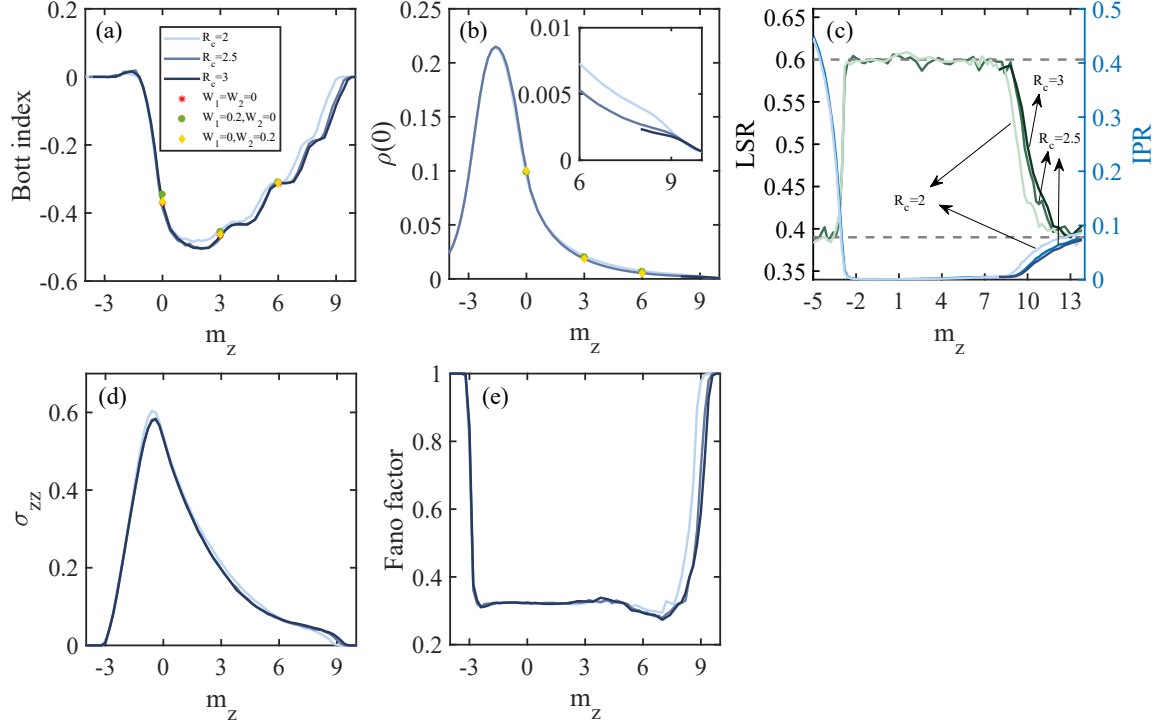 (a)
R_c=2
R_c=2.5
R_c=3
W_1=W_2=0
W_1=0.2,W_2=0
W_1=0,W_2=0.2
0.2
0
-0.2
-0.4
-0.6
Bott index
-3 0 3 6 9
m_z
(b)
0.25
0.2
0.15
0.1
0.05
0
ρ(0)
0.01
0.005
0
6 9
-3 0 3 6 9
m_z
(c)
0.65
0.6
0.55
0.5
0.45
0.4
0.35
LSR
R_c=3
R_c=2.5
R_c=2
0.5
0.4
0.3
0.2
0.1
0
IPR
-5 -2 1 4 7 10 13
m_z
(d)
0.6
0.4
0.2
0
σ_zz
-3 0 3 6 9
m_z
(e)
1
0.8
0.6
0.4
0.2
Fano factor
-3 0 3 6 9
m_z